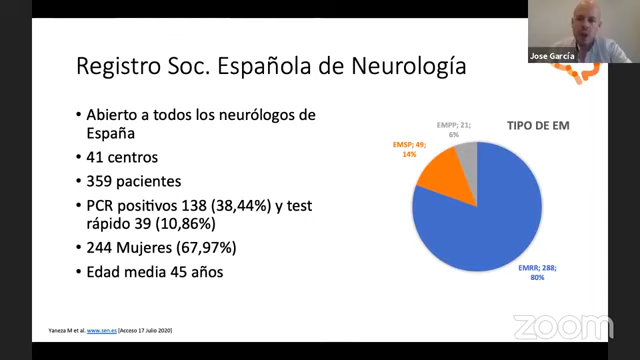 Jose García
Registro Soc. Española de Neurología
• Abierto a todos los neurólogos de
España
• 41 centros
• 359 pacientes
• PCR positivos 138 (38,44%) y test
rápido 39 (10,86%)
• 244 Mujeres (67,97%)
• Edad media 45 años
TIPO DE EM
EMPP; 21;
6%
EMSP; 49;
14%
EMRR; 288;
80%
Yaneza M et al. www.sen.es [Acceso 17 Julio 2020]
zoom